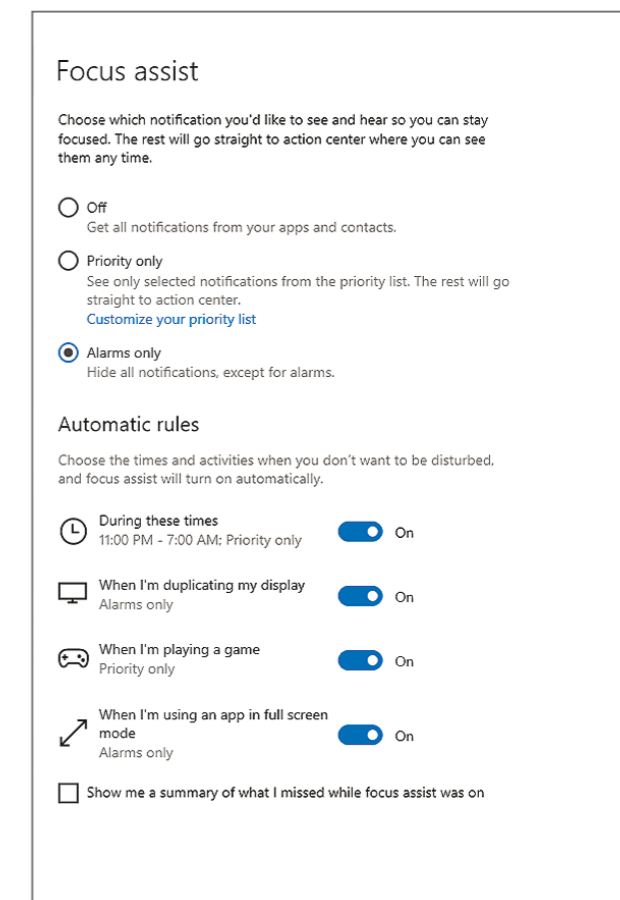 Focus assist
Choose which notification you'd like to see and hear so you can stay
focused. The rest will go straight to action center where you can see
them any time.
Off
Get all notifications from your apps and contacts.
Priority only
See only selected notifications from the priority list. The rest will go
straight to action center.
Customize your priority list
Alarms only
Hide all notifications, except for alarms.
Automatic rules
Choose the times and activities when you don't want to be disturbed,
and focus assist will turn on automatically.
During these times
11:00 PM - 7:00 AM; Priority only
On
When I'm duplicating my display
Alarms only
On
When I'm playing a game
Priority only
On
When I'm using an app in full screen
mode
Alarms only
On
Show me a summary of what I missed while focus assist was on